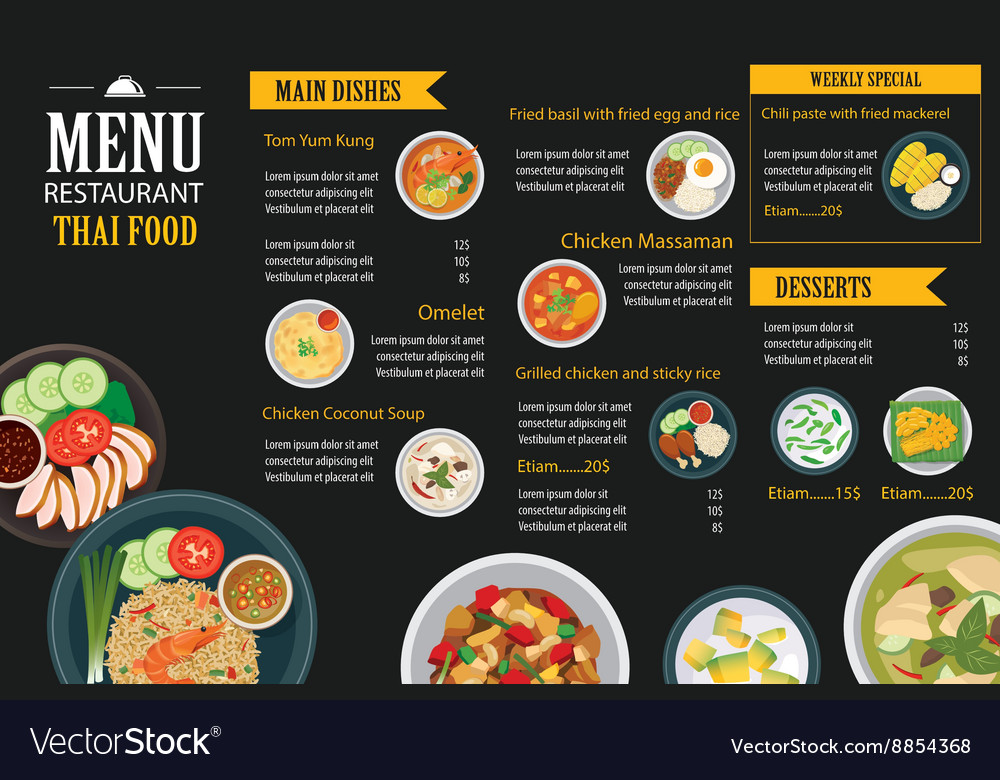 MENU
RESTAURANT
THAI FOOD
MAIN DISHES
Tom Yum Kung
Lorem ipsum dolor sit amet
consectetur adipiscing elit
Vestibulum et placerat elit
Lorem ipsum dolor sit 12$
consectetur adipiscing elit 10$
Vestibulum et placerat elit 8$
Omelet
Lorem ipsum dolor sit amet
consectetur adipiscing elit
Vestibulum et placerat elit
Chicken Coconut Soup
Lorem ipsum dolor sit amet
consectetur adipiscing elit
Vestibulum et placerat elit
Fried basil with fried egg and rice
Lorem ipsum dolor sit amet
consectetur adipiscing elit
Vestibulum et placerat elit
Chicken Massaman
Lorem ipsum dolor sit amet
consectetur adipiscing elit
Vestibulum et placerat elit
Grilled chicken and sticky rice
Lorem ipsum dolor sit amet
consectetur adipiscing elit
Vestibulum et placerat elit
Etiam.......20$
Lorem ipsum dolor sit 12$
consectetur adipiscing elit 10$
Vestibulum et placerat elit 8$
WEEKLY SPECIAL
Chili paste with fried mackerel
Lorem ipsum dolor sit amet
consectetur adipiscing elit
Vestibulum et placerat elit
Etiam.......20$
DESSERTS
Lorem ipsum dolor sit 12$
consectetur adipiscing elit 10$
Vestibulum et placerat elit 8$
Etiam.......15$ Etiam.......20$
VectorStock®
VectorStock.com/8854368